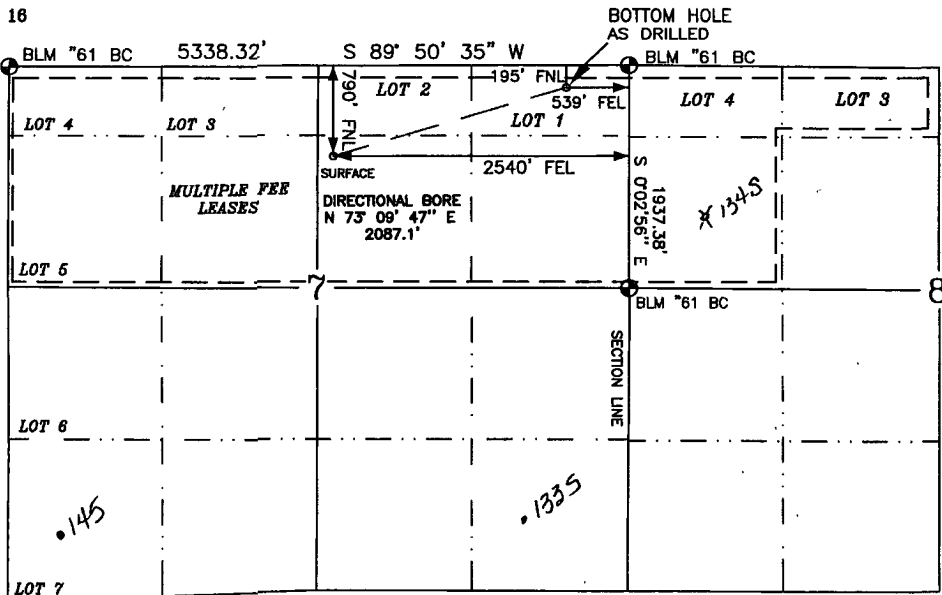 16
BOTTOM HOLE
AS DRILLED
BLM "61 BC
5338.32'
S 89° 50' 35" W
BLM "61 BC
790' FNL
LOT 2
195' FNL
539' FEL
LOT 4
LOT 3
LOT 4
LOT 3
LOT 1
SURFACE
2540' FEL
MULTIPLE FEE
LEASES
DIRECTIONAL BORE
N 73° 09' 47" E
2087.1'
S 0°02'56" E
1937.38'
134S
LOT 5
7
8
BLM "61 BC
SECTION LINE
LOT 6
145
133S
LOT 7